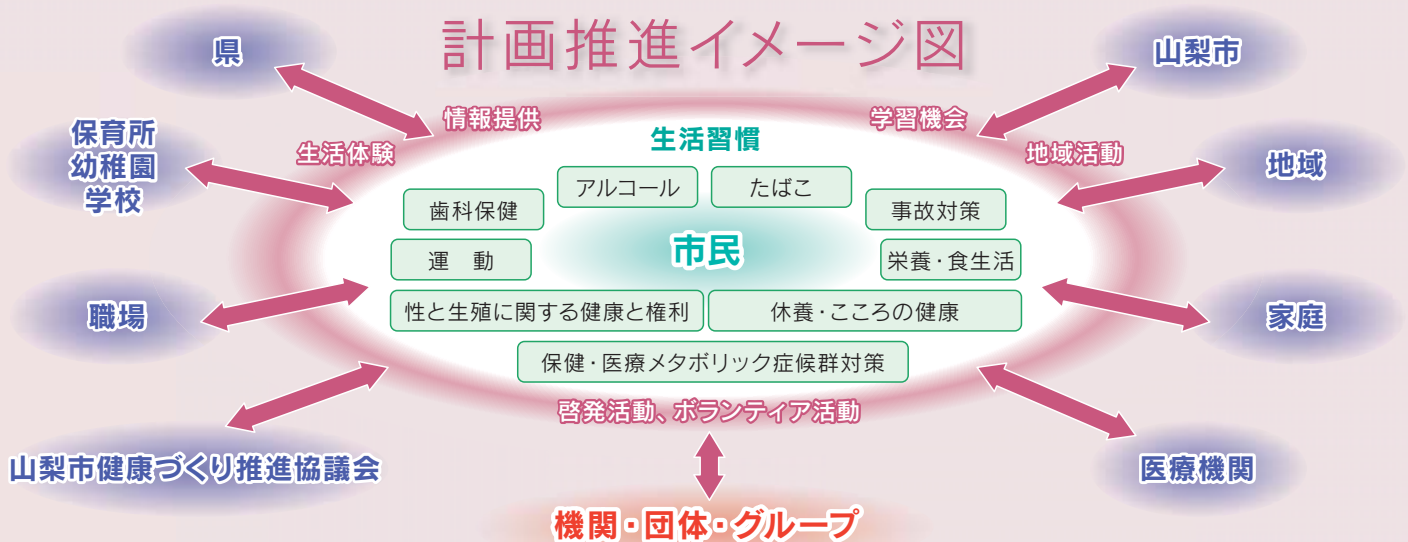 計画推進イメージ図
県
山梨市
情報提供
学習機会
生活体験
地域活動
保育所
幼稚園
学校
地域
生活習慣
アルコール
たばこ
歯科保健
事故対策
市民
運　動
栄養・食生活
性と生殖に関する健康と権利
休養・こころの健康
職場
家庭
保健・医療メタボリック症候群対策
啓発活動、ボランティア活動
山梨市健康づくり推進協議会
医療機関
機関・団体・グループ